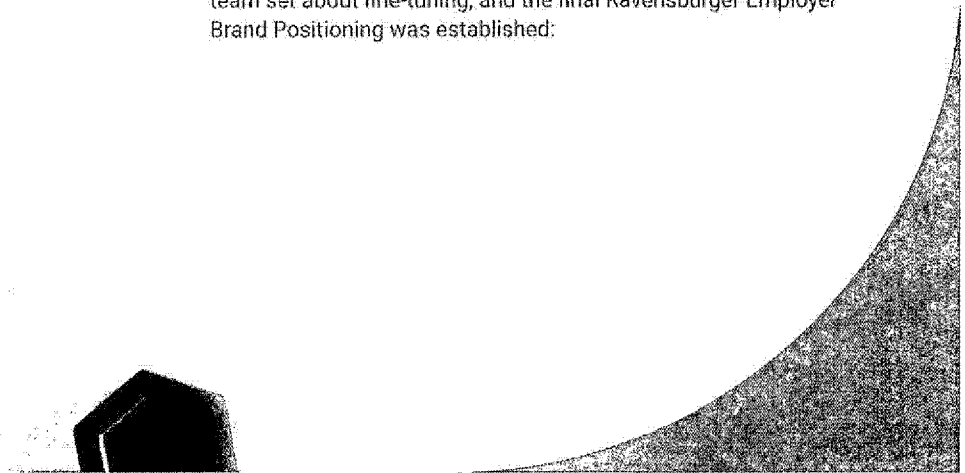 team set about fine-tuning, and the final Ravensburger Employer
Brand Positioning was established: